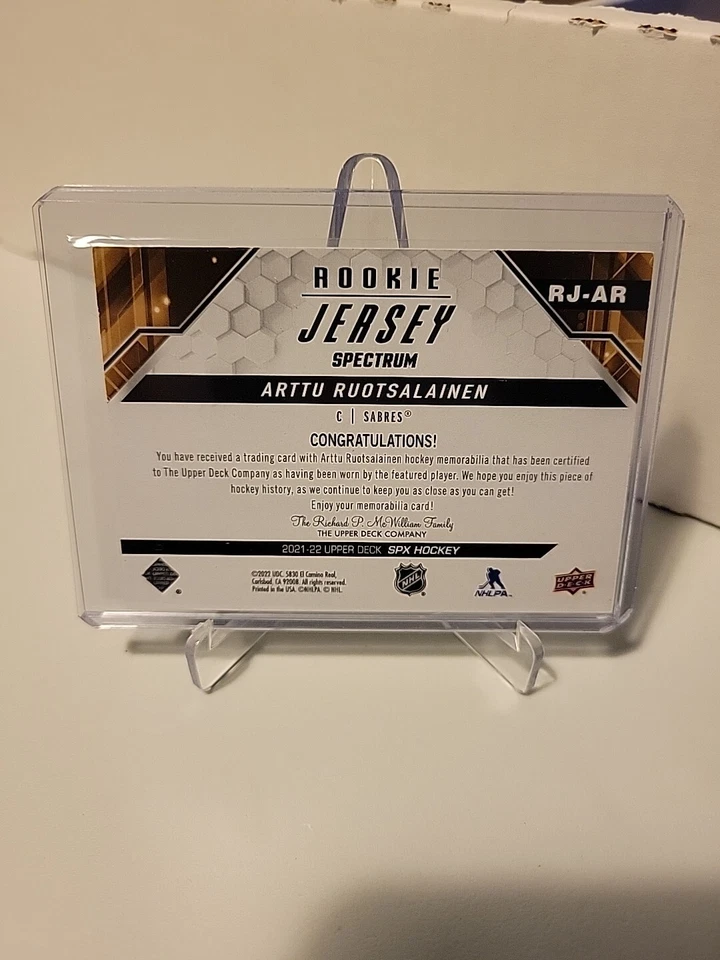 ROOKIE
RJ-AR
JERSEY
SPECTRUM
ARTTU RUOTSALAINEN
C | SABRES®
CONGRATULATIONS!
You have received a trading card with Arttu Ruotsalainen hockey memorabilia that has been certified
to The Upper Deck Company as having been worn by the featured player. We hope you enjoy this piece of
hockey history, as we continue to keep you as close as you can get!
Enjoy your memorabilia card!
The Richard P. McWilliam Family
THE UPPER DECK COMPANY
2021-22 UPPER DECK SPX HOCKEY
©2022 UDC. 5830 El Camino Real,
Carlsbad, CA 92008. All rights reserved.
Printed in the USA. ©NHLPA. © NHL.
NHL
NHLPA
UPPER
DECK